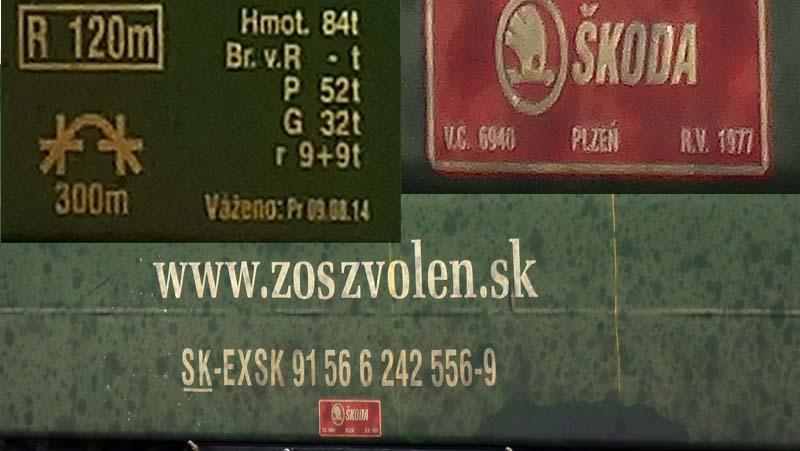 R 120m
300m
Hmot. 84t
Br. v.R - t
P 52t
G 32t
r 9+9t
Váženo: Pr 09.08.14
ŠKODA
V.C. 6940 PLZEŇ R.V. 1977
www.zoszvolen.sk
SK-EXSK 91 56 6 242 556-9
ŠKODA